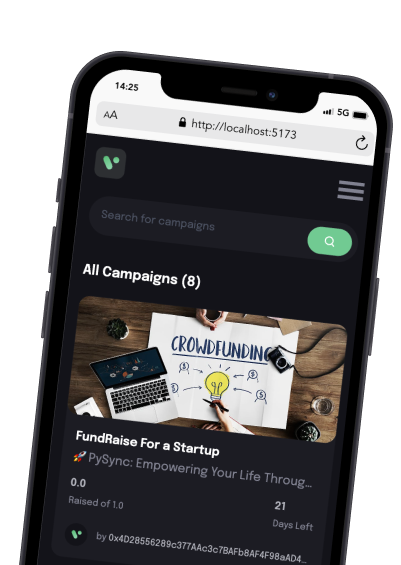 14:25
5G
AA
http://localhost:5173
Search for campaigns
All Campaigns (8)
CROWDFUNDING
FundRaise For a Startup
🚀 PySync: Empowering Your Life Throug...
0.0
21
Raised of 1.0
Days Left
by 0x4D28556289c377AAc3c7BAFb8AF4F98aAD4...